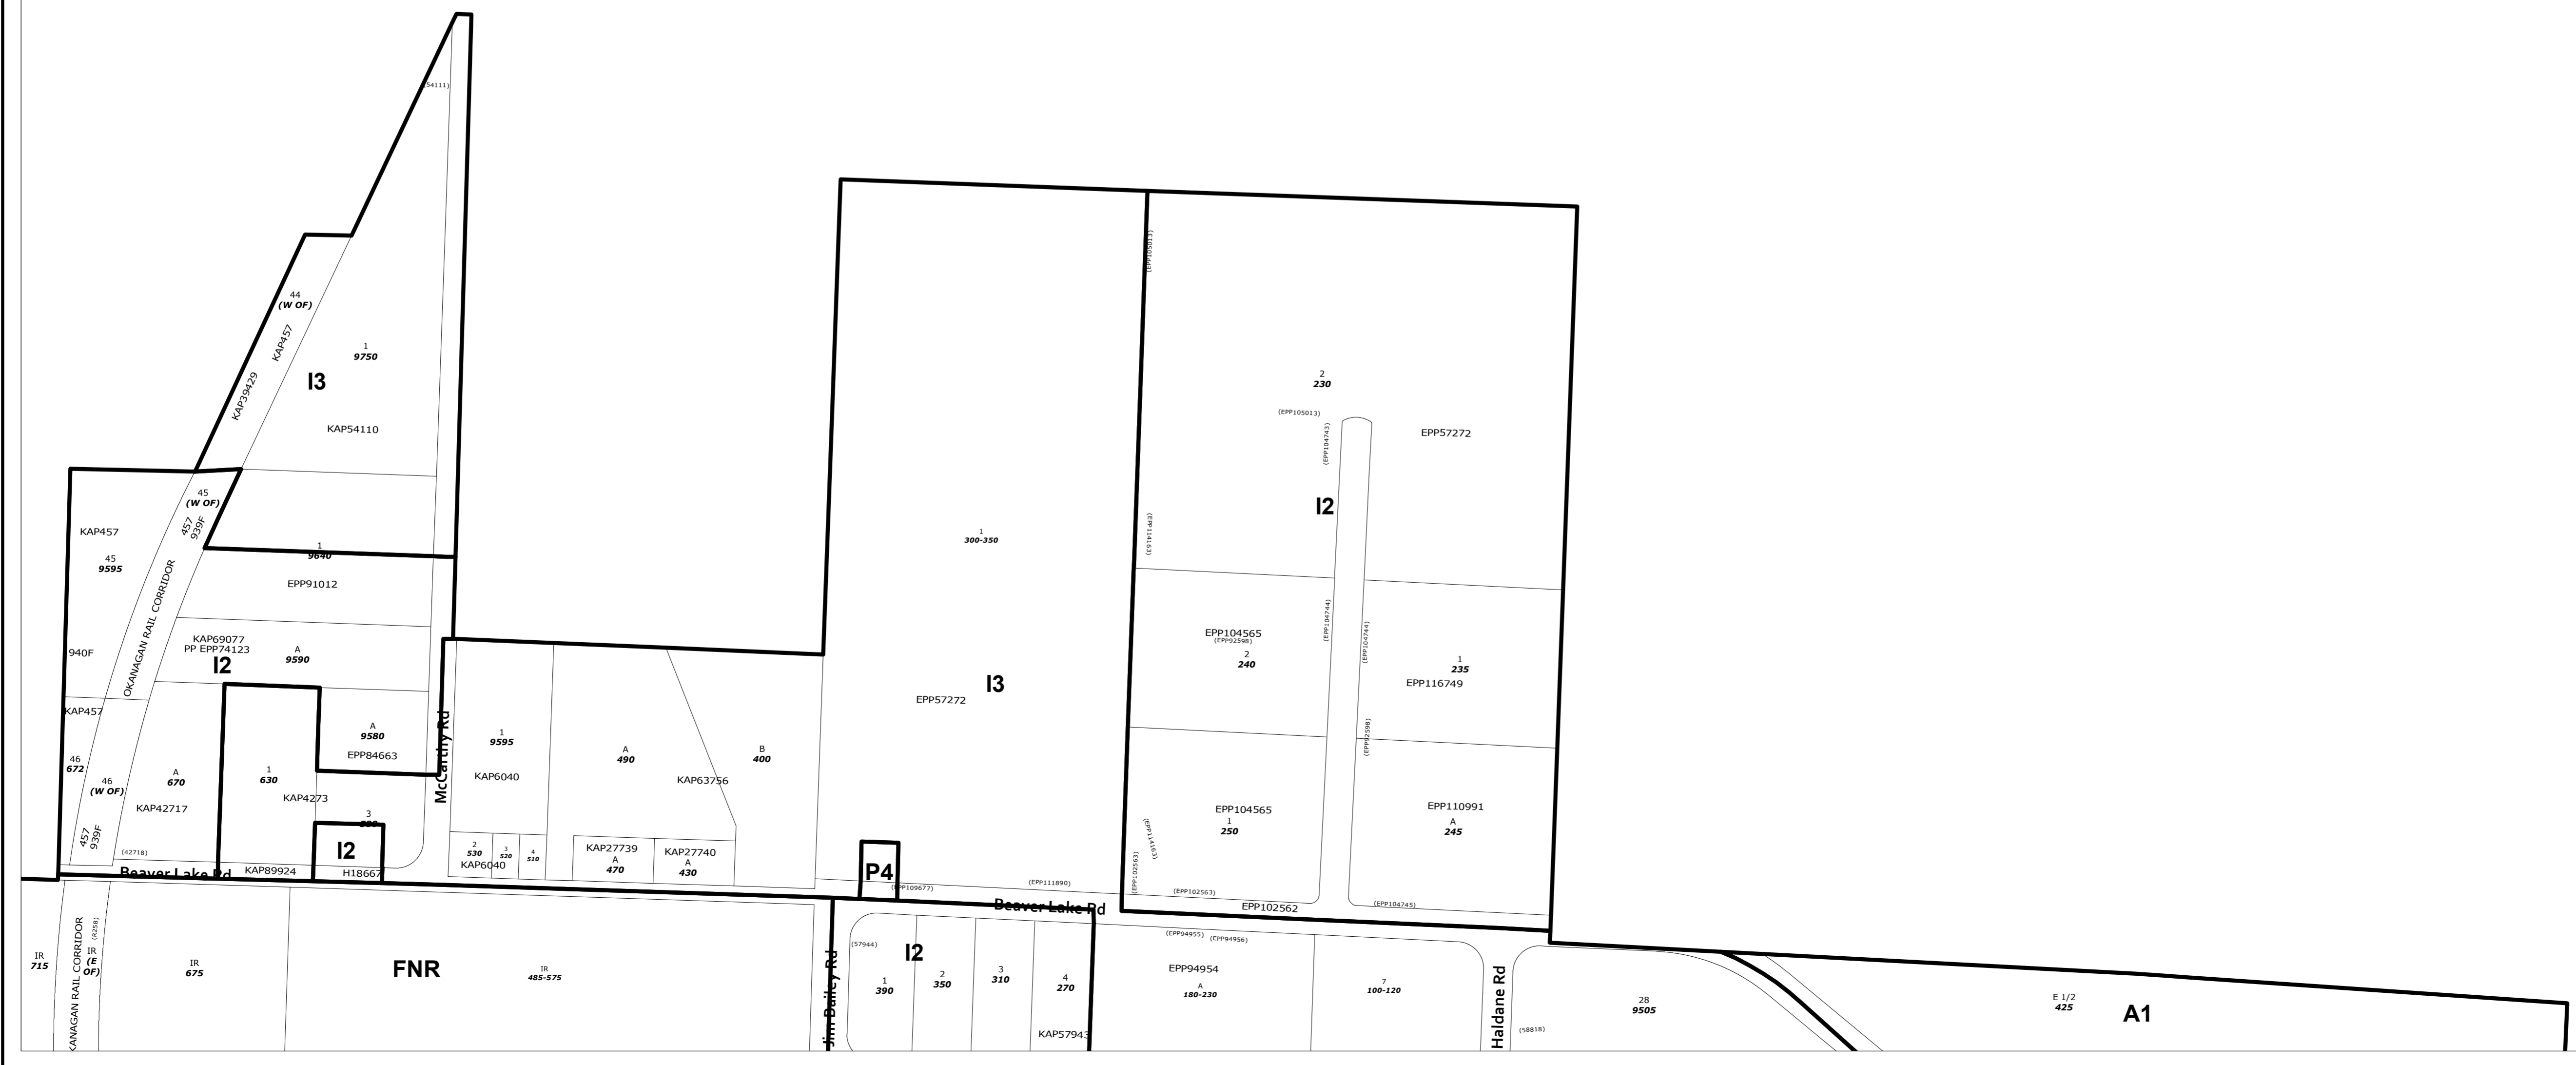 (54111)
44
(W OF)
KAP457
KAP39429
1
9750
I3
KAP54110
45
(W OF)
457
939F
KAP457
45
9595
940F
OKANAGAN RAIL CORRIDOR
1
9640
EPP91012
KAP69077
PP EPP74123
I2
A
9590
KAP457
46
672
46
(W OF)
457
939F
A
670
KAP42717
(42718)
1
630
KAP4273
A
9580
EPP84663
3
I2
McCarthy Rd
Beaver Lake Rd
KAP89924
H18667
1
9595
KAP6040
2
530
3
520
4
510
KAP6040
A
490
KAP63756
B
400
KAP27739
A
470
KAP27740
A
430
1
300-350
I3
EPP57272
P4
(EPP109677)
(EPP111890)
Beaver Lake Rd
(EPP105013)
2
230
(EPP105013)
(EPP104743)
EPP57272
I2
(EPP114163)
EPP104565
(EPP92598)
2
240
(EPP104744)
(EPP104744)
1
235
EPP116749
(EPP92598)
EPP104565
1
250
(EPP114163)
(EPP102563)
(EPP102563)
EPP110991
A
245
(EPP104745)
EPP102562
IR
715
KANAGAN RAIL CORRIDOR
(R258)
IR
(E
OF)
IR
675
FNR
IR
485-575
Jim Bailey Rd
(57944)
I2
1
390
2
350
3
310
4
270
KAP57943
(EPP94955)
(EPP94956)
EPP94954
A
180-230
7
100-120
Haldane Rd
(58818)
28
9505
E 1/2
425
A1